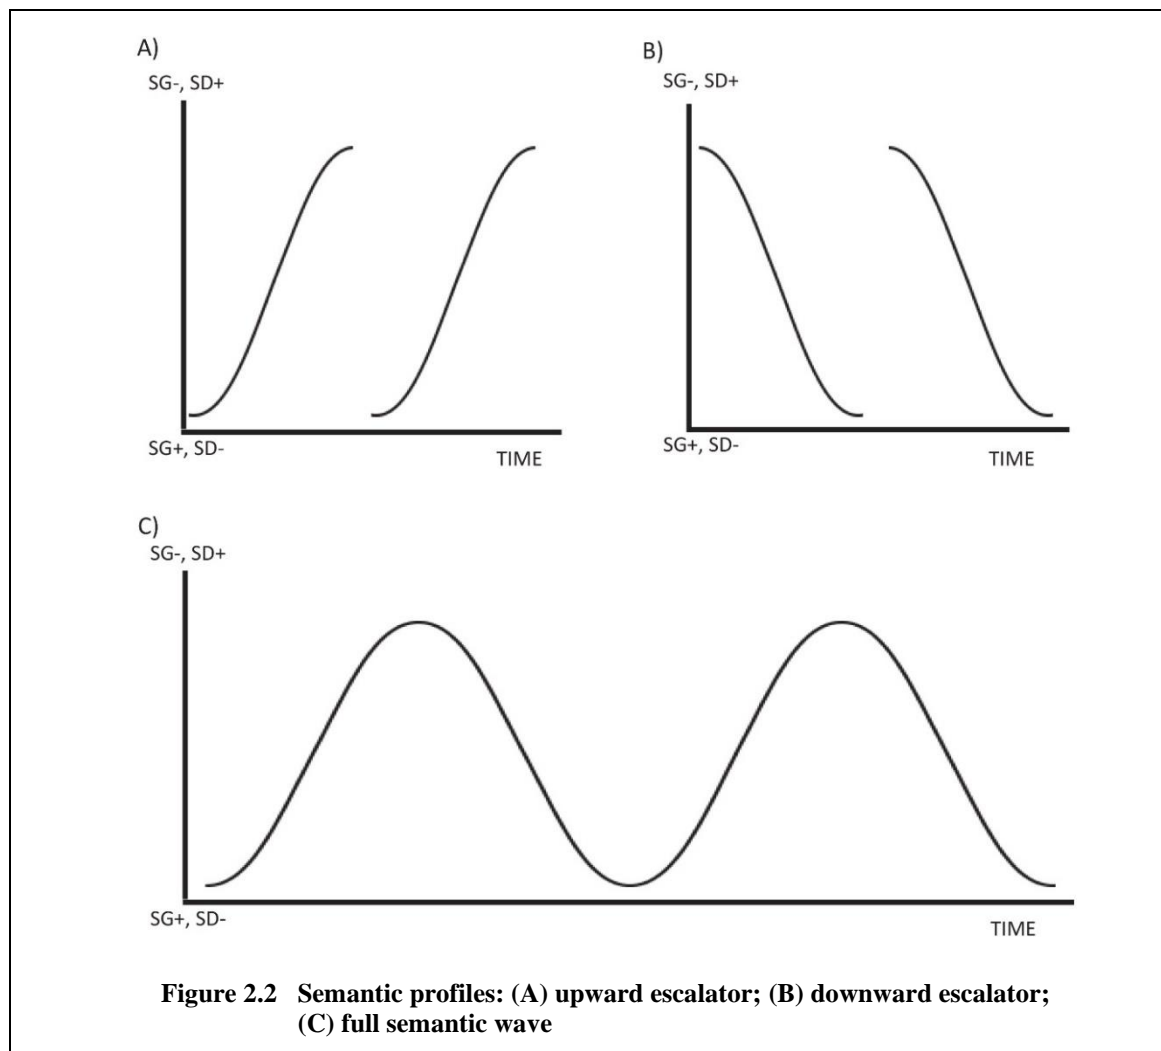 A)
SG-, SD+
SG+, SD-
TIME
B)
SG-, SD+
SG+, SD-
TIME
C)
SG-, SD+
SG+, SD-
TIME
Figure 2.2 Semantic profiles: (A) upward escalator; (B) downward escalator;
(C) full semantic wave